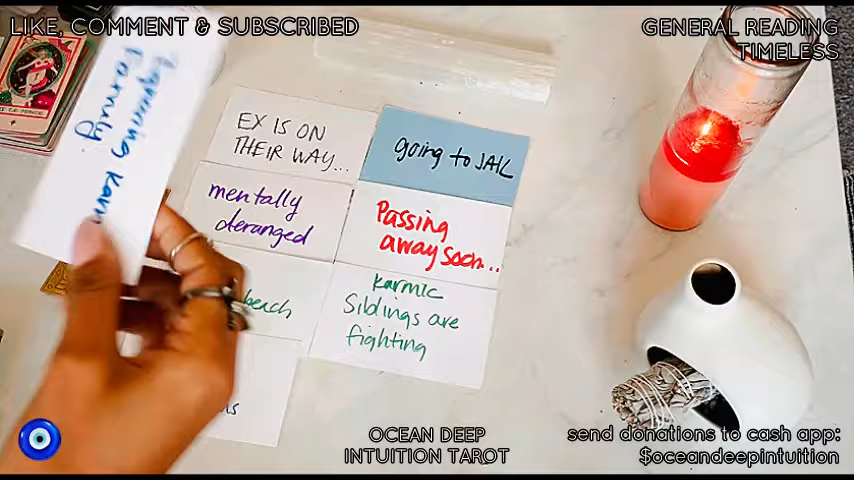 LIKE, COMMENT & SUBSCRIBED
GENERAL READING
TIMELESS
Family
EX IS ON
THEIR WAY...
going to JAIL
mentally
deranged
Passing
away soon...
beach
karmic
Siblings are
fighting
OCEAN DEEP
INTUITION TAROT
send donations to cash app:
$oceandeepintuition